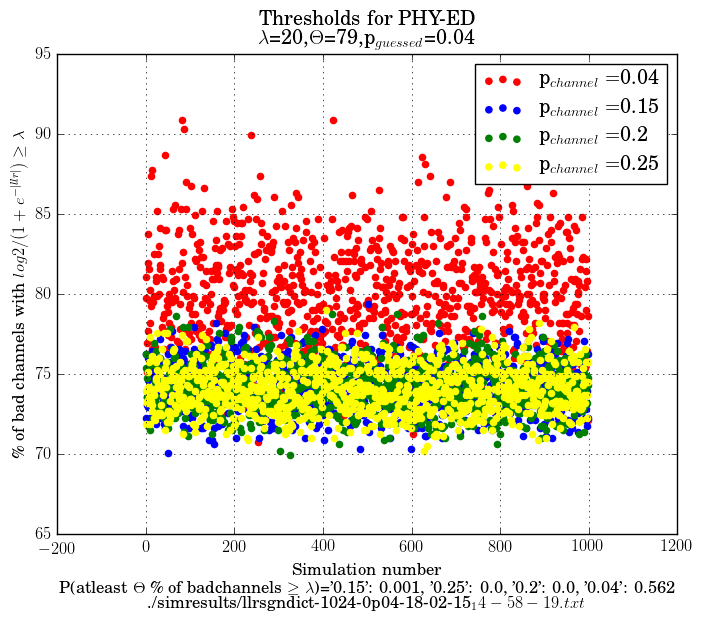 Thresholds for PHY-ED
λ=20,Θ=79,p_guessed=0.04
95
90
85
80
75
70
65
% of bad channels with log2/(1 + e^{-|llr|}) ≥ λ
p_channel =0.04
p_channel =0.15
p_channel =0.2
p_channel =0.25
−200 0 200 400 600 800 1000 1200
Simulation number
P(atleast Θ % of badchannels ≥ λ)='0.15': 0.001, '0.25': 0.0, '0.2': 0.0, '0.04': 0.562
./simresults/llrsgndict-1024-0p04-18-02-15₁4 − 58 − 19.txt